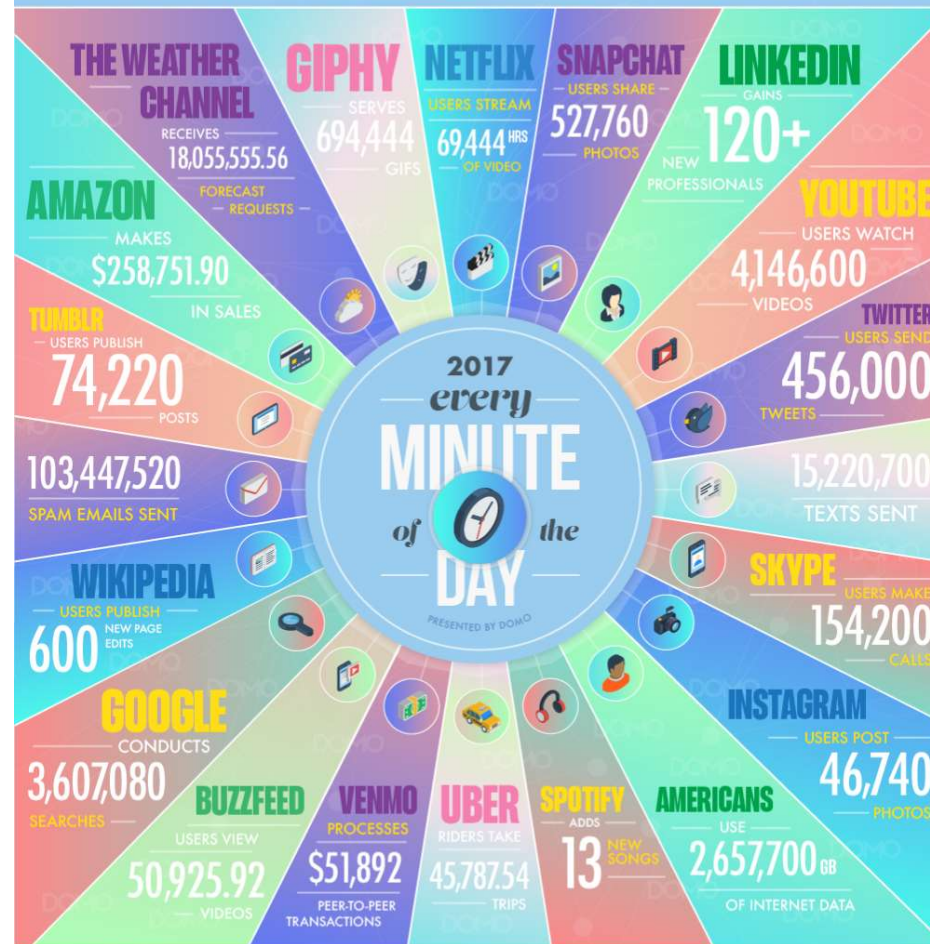 THE WEATHER
CHANNEL
RECEIVES
18,055,555.56
FORECAST
REQUESTS
GIPHY
SERVES
694,444
GIFS
NETFLIX
USERS STREAM
69,444 HRS
OF VIDEO
SNAPCHAT
USERS SHARE
527,760
PHOTOS
LINKEDIN
GAINS
120+
NEW
PROFESSIONALS
YOUTUBE
USERS WATCH
4,146,600
VIDEOS
TWITTER
USERS SEND
456,000
TWEETS
15,220,700
TEXTS SENT
SKYPE
USERS MAKE
154,200
CALLS
INSTAGRAM
USERS POST
46,740
PHOTOS
AMERICANS
USE
2,657,700 GB
OF INTERNET DATA
SPOTIFY
ADDS
13 NEW
SONGS
UBER
RIDERS TAKE
45,787.54
TRIPS
VENMO
PROCESSES
$51,892
PEER-TO-PEER
TRANSACTIONS
BUZZFEED
USERS VIEW
50,925.92
VIDEOS
GOOGLE
CONDUCTS
3,607,080
SEARCHES
WIKIPEDIA
USERS PUBLISH
600 NEW PAGE
EDITS
103,447,520
SPAM EMAILS SENT
TUMBLR
USERS PUBLISH
74,220
POSTS
AMAZON
MAKES
$258,751.90
IN SALES
2017
every
MINUTE
of the
DAY
PRESENTED BY DOMO